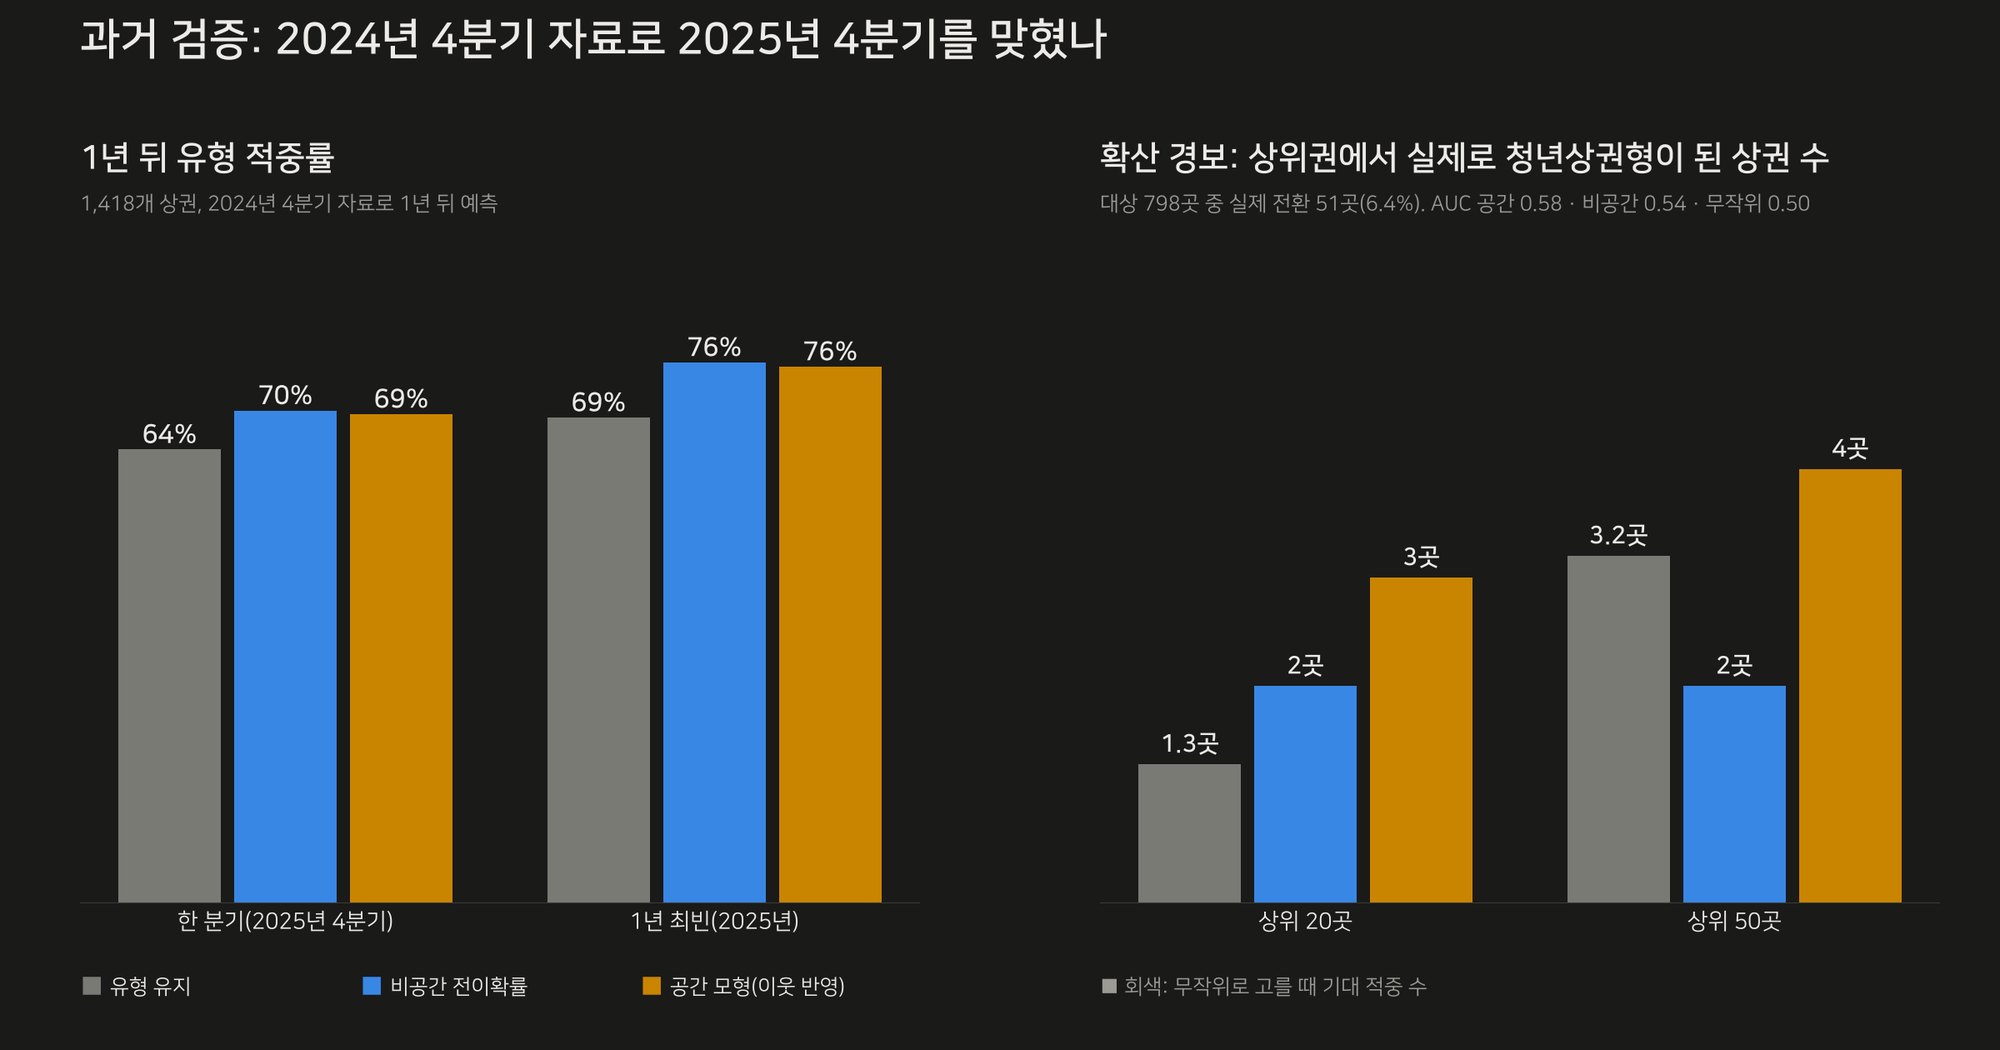 과거 검증: 2024년 4분기 자료로 2025년 4분기를 맞혔나
1년 뒤 유형 적중률
1,418개 상권, 2024년 4분기 자료로 1년 뒤 예측
64%
70%
69%
69%
76%
76%
한 분기(2025년 4분기)
1년 최빈(2025년)
유형 유지
비공간 전이확률
공간 모형(이웃 반영)
확산 경보: 상위권에서 실제로 청년상권형이 된 상권 수
대상 798곳 중 실제 전환 51곳(6.4%). AUC 공간 0.58 · 비공간 0.54 · 무작위 0.50
1.3곳
2곳
3곳
3.2곳
2곳
4곳
상위 20곳
상위 50곳
회색: 무작위로 고를 때 기대 적중 수